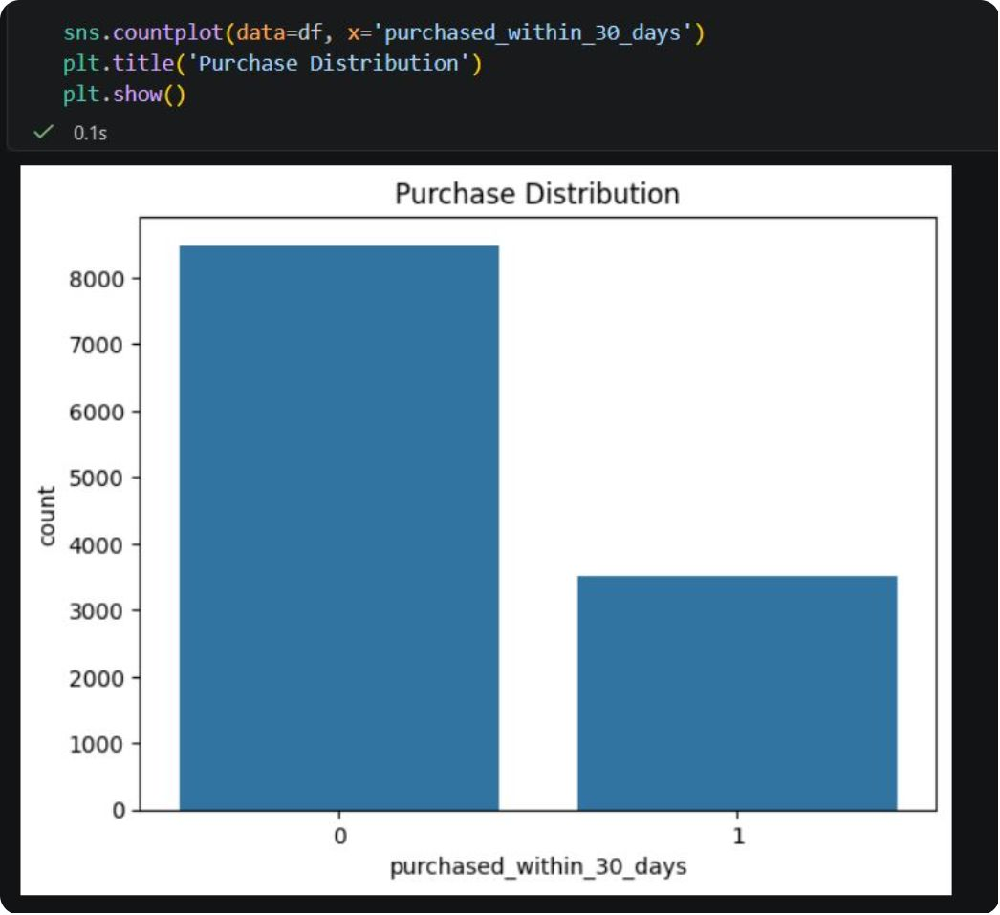 sns.countplot(data=df, x='purchased_within_30_days')
plt.title('Purchase Distribution')
plt.show()
0.1s
Purchase Distribution
8000
7000
6000
5000
4000
3000
2000
1000
0
count
0 1
purchased_within_30_days